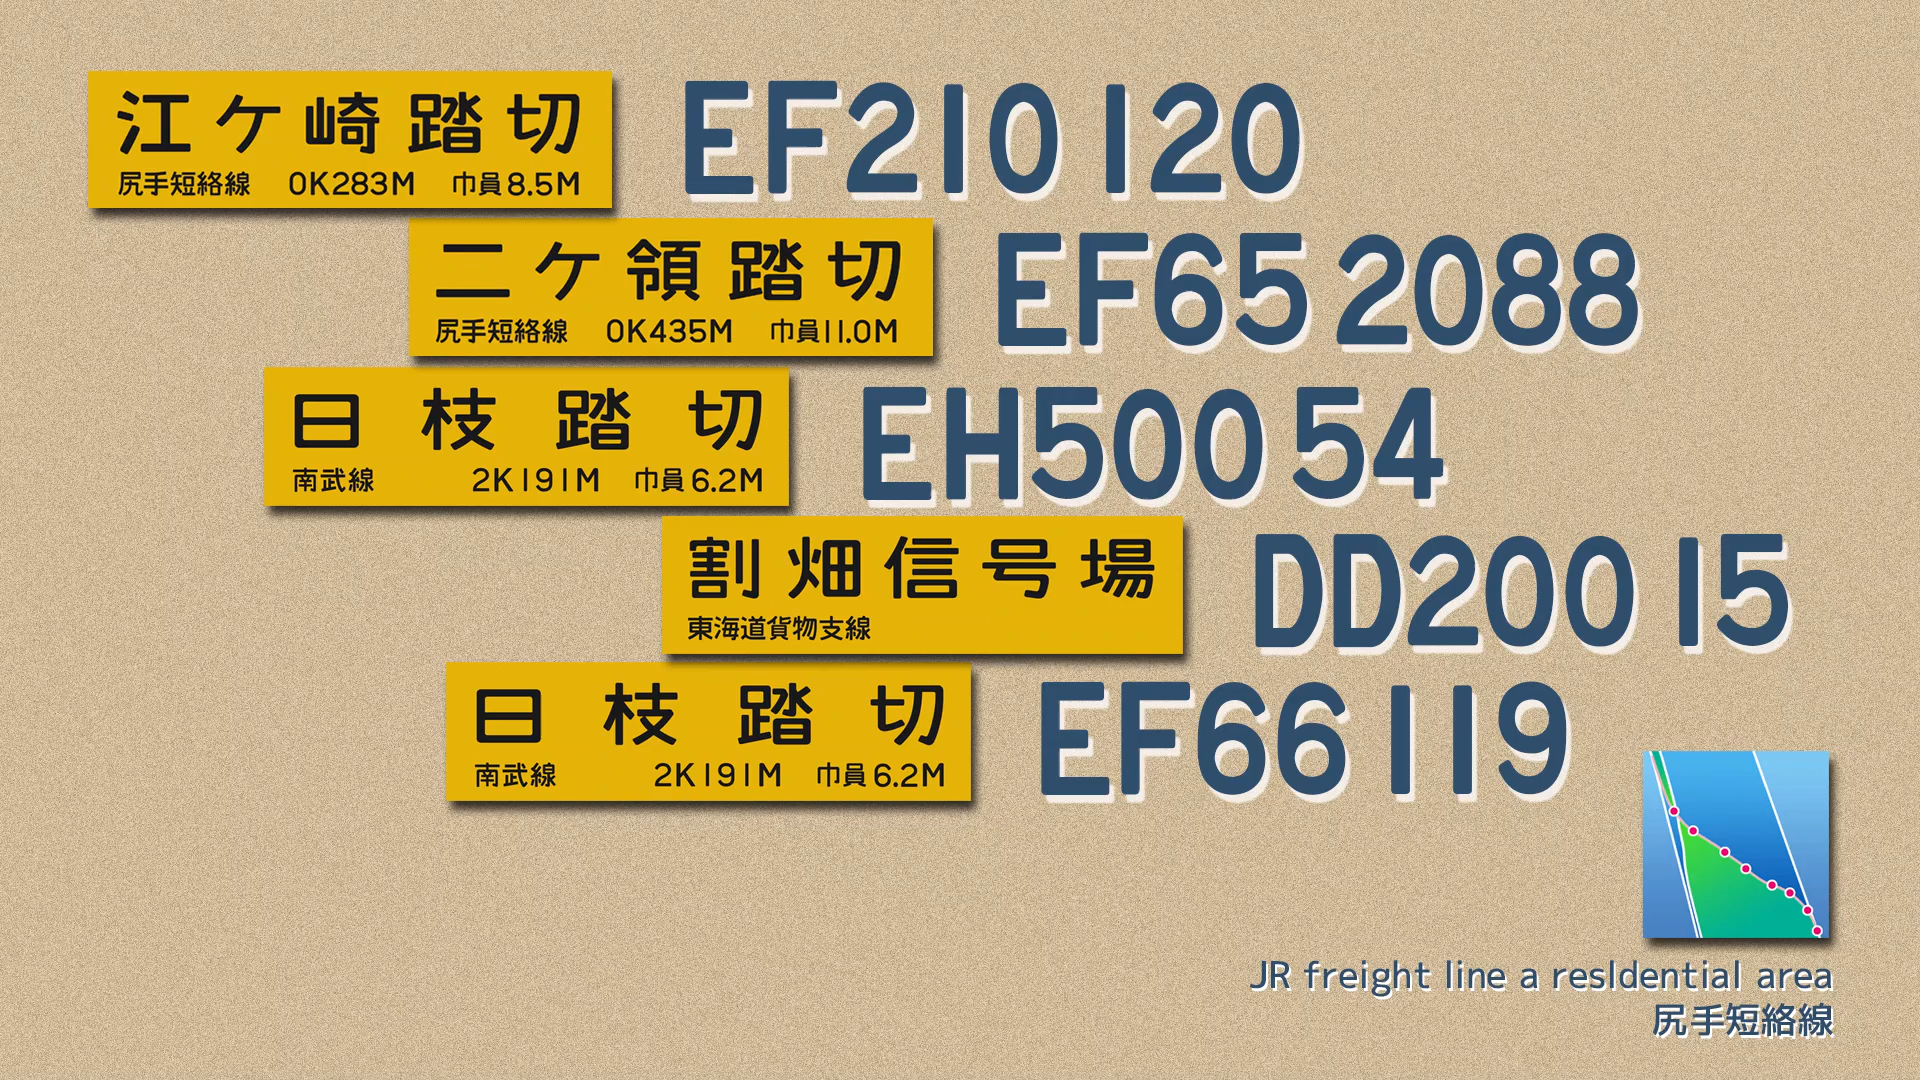 江ケ崎踏切
尻手短絡線 0K283M 巾員8.5M
EF210 120
二ケ領踏切
尻手短絡線 0K435M 巾員11.0M
EF65 2088
日枝踏切
南武線 2K191M 巾員6.2M
EH500 54
割畑信号場
東海道貨物支線
DD200 15
日枝踏切
南武線 2K191M 巾員6.2M
EF66 119
JR freight line a resIdential area
尻手短絡線